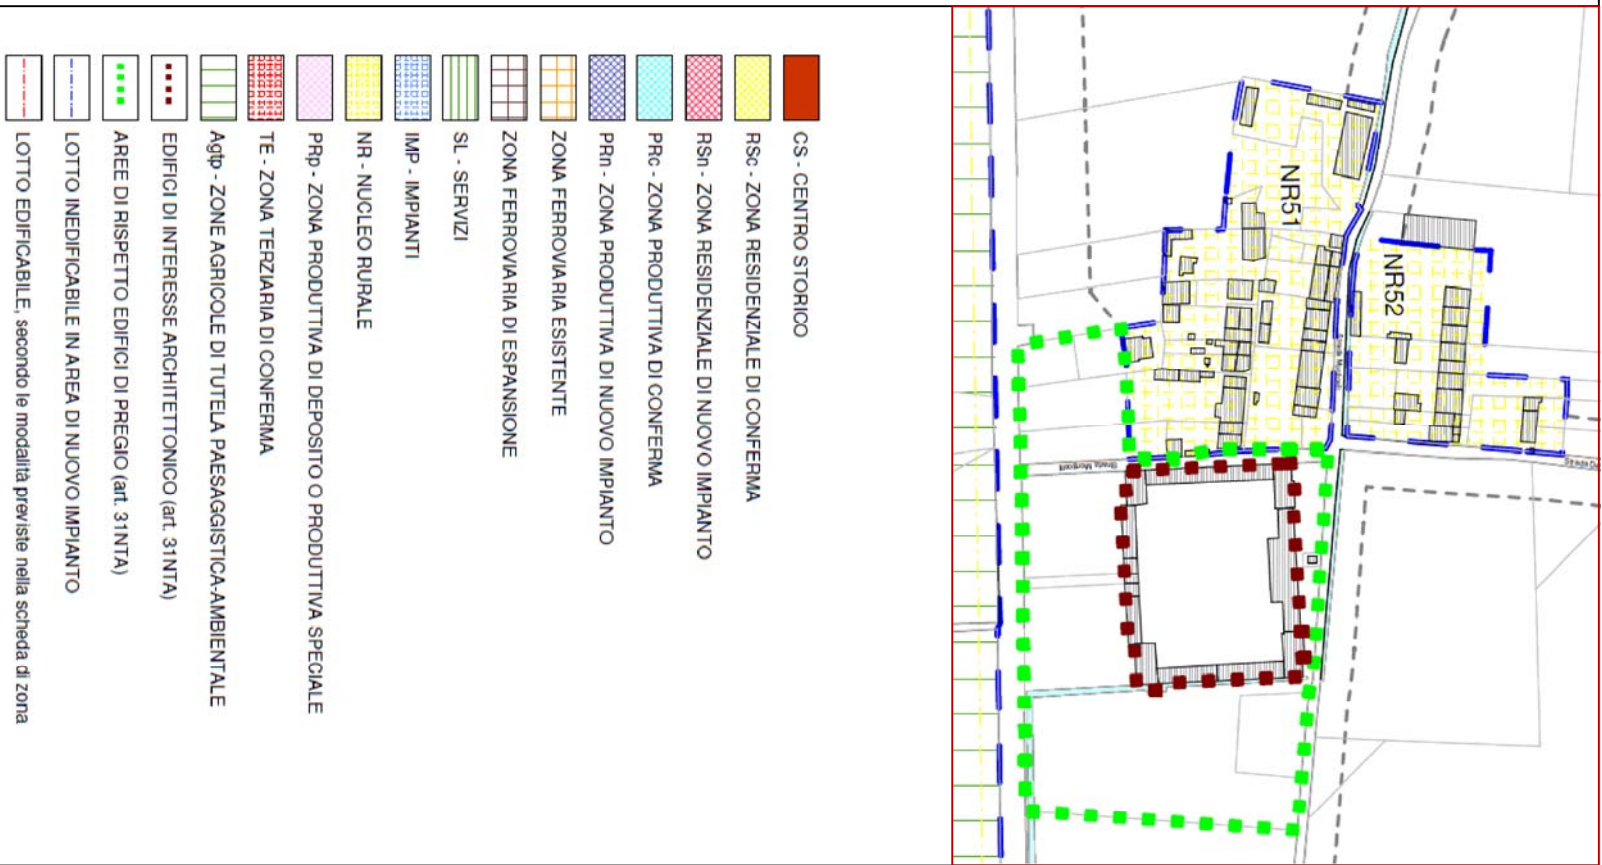 CS - CENTRO STORICO
RSc - ZONA RESIDENZIALE DI CONFERMA
RSn - ZONA RESIDENZIALE DI NUOVO IMPIANTO
PRc - ZONA PRODUTTIVA DI CONFERMA
PRn - ZONA PRODUTTIVA DI NUOVO IMPIANTO
ZONA FERROVIARIA ESISTENTE
ZONA FERROVIARIA DI ESPANSIONE
SL - SERVIZI
IMP - IMPIANTI
NR - NUCLEO RURALE
PRp - ZONA PRODUTTIVA DI DEPOSITO O PRODUTTIVA SPECIALE
TE - ZONA TERZIARIA DI CONFERMA
Agtp - ZONE AGRICOLE DI TUTELA PAESAGGISTICA-AMBIENTALE
EDIFICI DI INTERESSE ARCHITETTONICO (art. 31NTA)
AREE DI RISPETTO EDIFICI DI PREGIO (art. 31NTA)
LOTTO INEDIFICABILE IN AREA DI NUOVO IMPIANTO
LOTTO EDIFICABILE, secondo le modalità previste nella scheda di zona
NR51
NR52
Strada
Strada
Strada